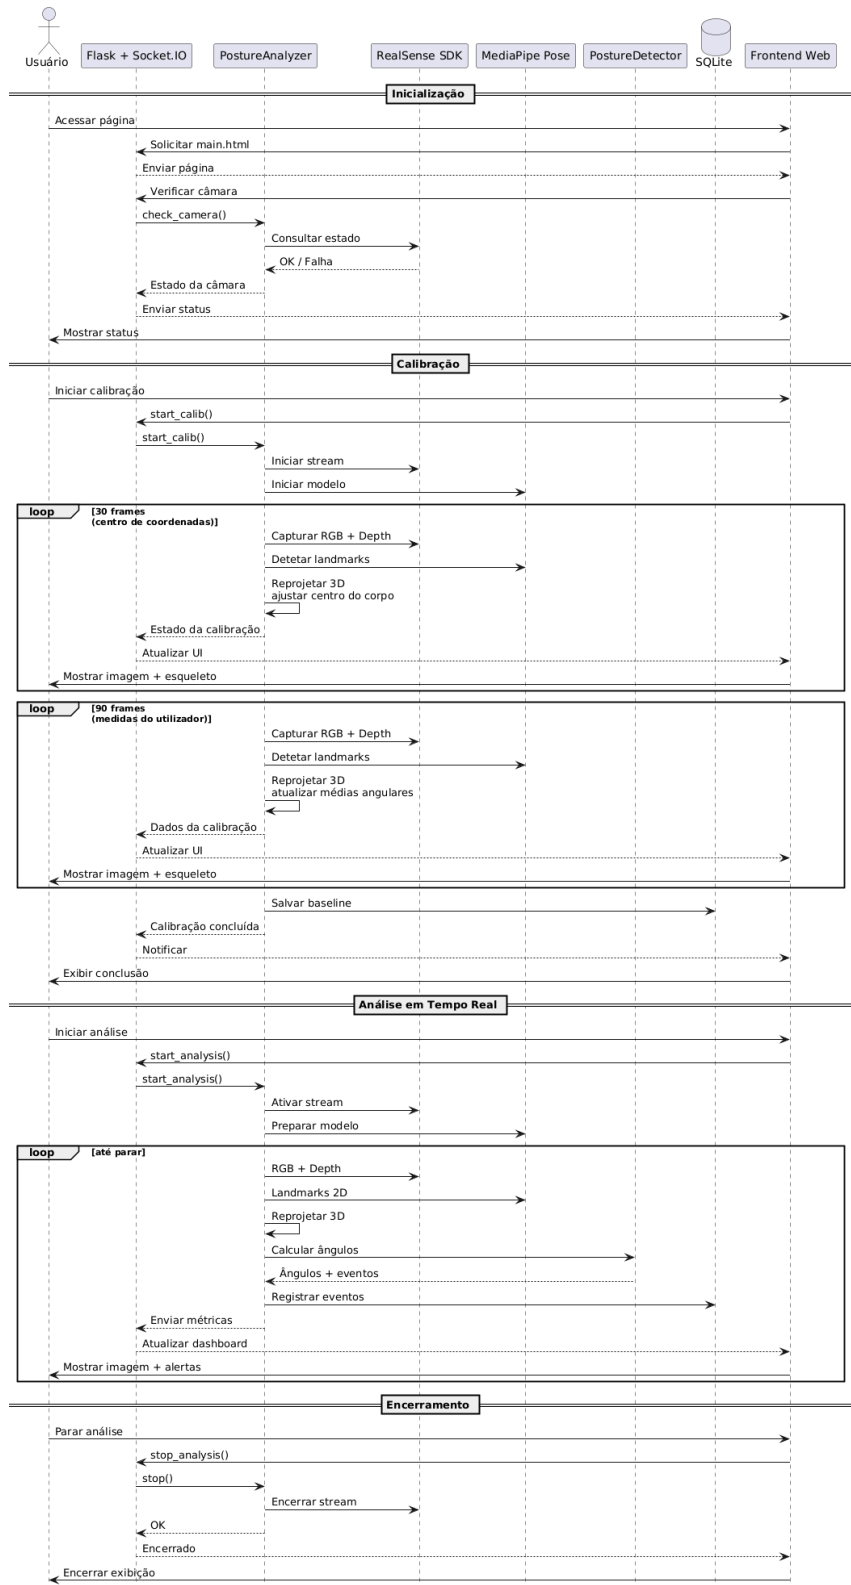 Usuário
Flask + Socket.IO
PostureAnalyzer
RealSense SDK
MediaPipe Pose
PostureDetector
SQLite
Frontend Web
Inicialização
Acessar página
Solicitar main.html
Enviar página
Verificar câmara
check_camera()
Consultar estado
OK / Falha
Estado da câmara
Enviar status
Mostrar status
Calibração
Iniciar calibração
start_calib()
start_calib()
Iniciar stream
Iniciar modelo
loop
[30 frames
(centro de coordenadas)]
Capturar RGB + Depth
Detetar landmarks
Reprojetar 3D
ajustar centro do corpo
Estado da calibração
Atualizar UI
Mostrar imagem + esqueleto
loop
[90 frames
(medidas do utilizador)]
Capturar RGB + Depth
Detetar landmarks
Reprojetar 3D
atualizar médias angulares
Dados da calibração
Atualizar UI
Mostrar imagem + esqueleto
Salvar baseline
Calibração concluída
Notificar
Exibir conclusão
Análise em Tempo Real
Iniciar análise
start_analysis()
start_analysis()
Ativar stream
Preparar modelo
loop
[até parar]
RGB + Depth
Landmarks 2D
Reprojetar 3D
Calcular ângulos
Ângulos + eventos
Registrar eventos
Enviar métricas
Atualizar dashboard
Mostrar imagem + alertas
Encerramento
Parar análise
stop_analysis()
stop()
Encerrar stream
OK
Encerrado
Encerrar exibição